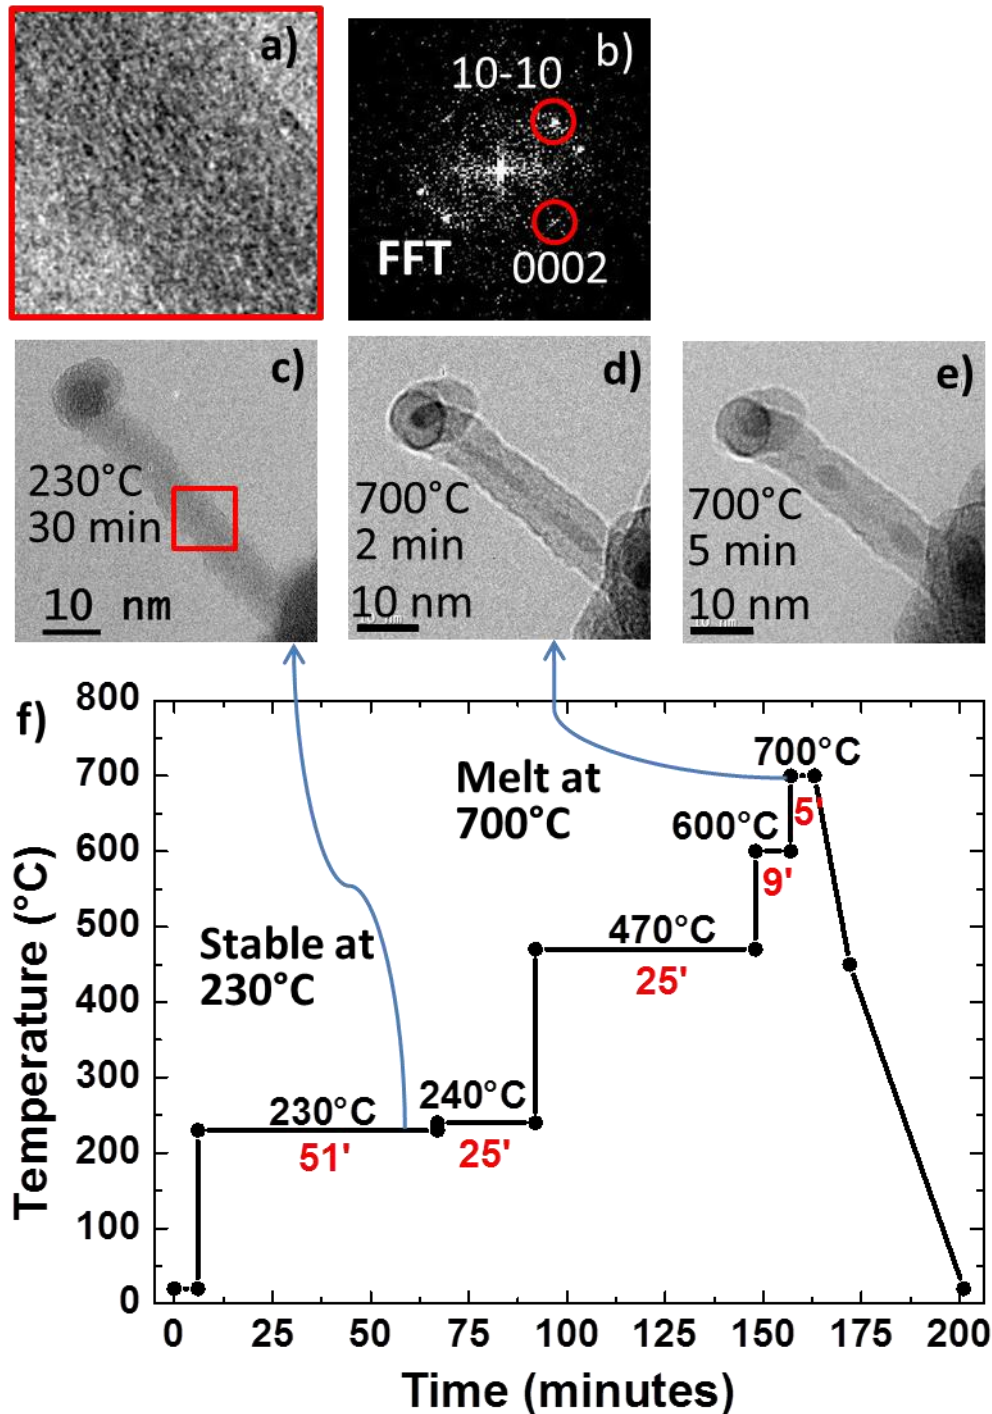 a)
b)
10-10
FFT
0002
c)
230°C
30 min
10 nm
d)
700°C
2 min
10 nm
e)
700°C
5 min
10 nm
f)
800
700
600
500
400
300
200
100
0
Temperature (°C)
700°C
5'
Melt at
700°C
600°C
9'
Stable at
230°C
470°C
25'
240°C
25'
230°C
51'
0 25 50 75 100 125 150 175 200
Time (minutes)